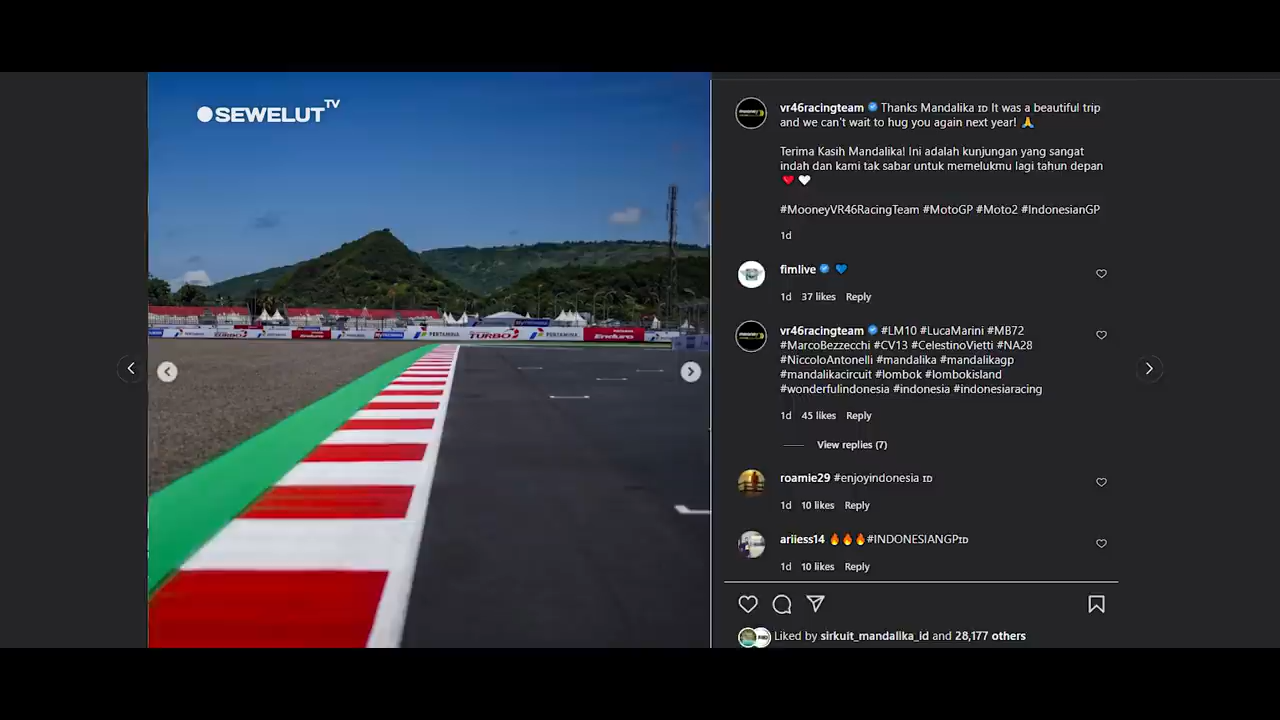 SEWELUT TV
PERTAMINA
TURBO
PERTAMINA
Enduro
vr46racingteam Thanks Mandalika ID It was a beautiful trip
and we can't wait to hug you again next year! 🙏
Terima Kasih Mandalika! Ini adalah kunjungan yang sangat
indah dan kami tak sabar untuk memelukmu lagi tahun depan
❤️🤍
#MooneyVR46RacingTeam #MotoGP #Moto2 #IndonesianGP
1d
fimlive 💙
1d 37 likes Reply
vr46racingteam #LM10 #LucaMarini #MB72
#MarcoBezzecchi #CV13 #CelestinoVietti #NA28
#NiccoloAntonelli #mandalika #mandalikagp
#mandalikacircuit #lombok #lombokisland
#wonderfulindonesia #indonesia #indonesiaracing
1d 45 likes Reply
View replies (7)
roamie29 #enjoyindonesia ID
1d 10 likes Reply
ariiess14 🔥🔥🔥#INDONESIANGPID
1d 10 likes Reply
Liked by sirkuit_mandalika_id and 28,177 others